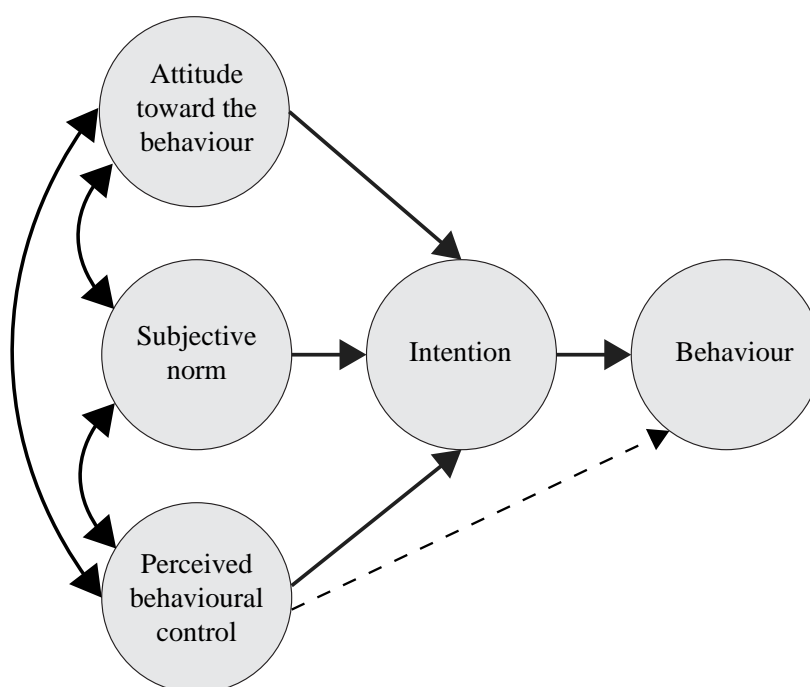 Attitude
toward the
behaviour
Subjective
norm
Intention
Behaviour
Perceived
behavioural
control